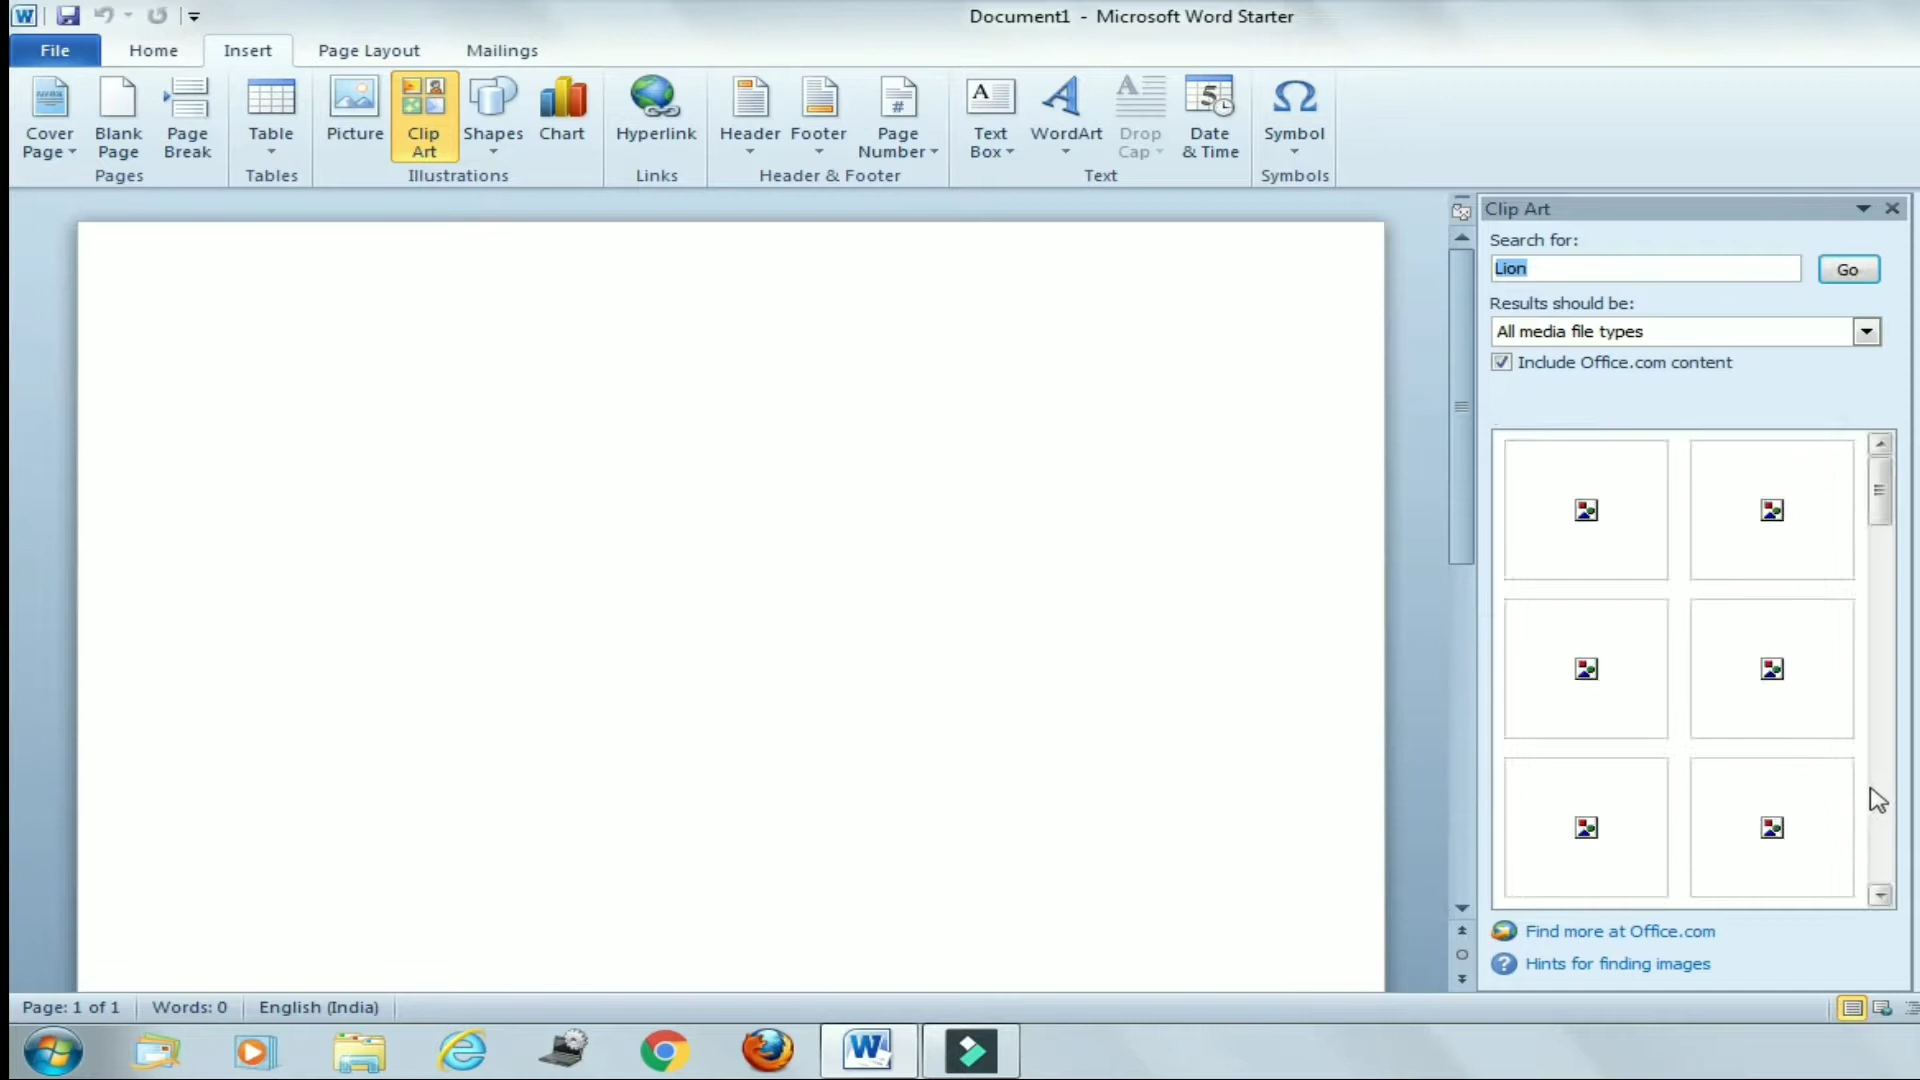 Document1 - Microsoft Word Starter
File Home Insert Page Layout Mailings
Cover Page Blank Page Page Break Table Picture Clip Art Shapes Chart Hyperlink Header Footer Page Number Text Box WordArt Drop Cap Date & Time Symbol
Pages Tables Illustrations Links Header & Footer Text Symbols
Clip Art
Search for:
Lion Go
Results should be:
All media file types
Include Office.com content
Find more at Office.com
Hints for finding images
Page: 1 of 1 Words: 0 English (India)